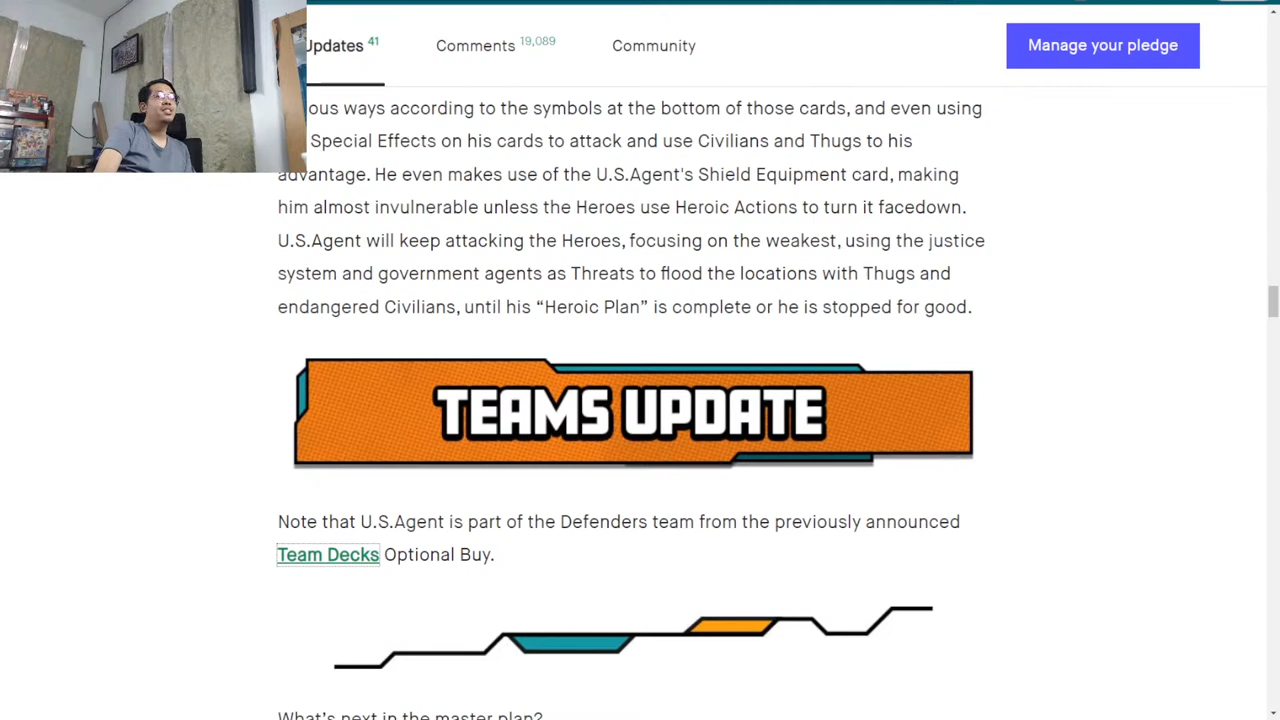 Updates 41
Comments 19,089
Community
Manage your pledge
ous ways according to the symbols at the bottom of those cards, and even using
Special Effects on his cards to attack and use Civilians and Thugs to his
advantage. He even makes use of the U.S.Agent's Shield Equipment card, making
him almost invulnerable unless the Heroes use Heroic Actions to turn it facedown.
U.S.Agent will keep attacking the Heroes, focusing on the weakest, using the justice
system and government agents as Threats to flood the locations with Thugs and
endangered Civilians, until his “Heroic Plan” is complete or he is stopped for good.
TEAMS UPDATE
Note that U.S.Agent is part of the Defenders team from the previously announced
Team Decks Optional Buy.
What’s next in the master plan?